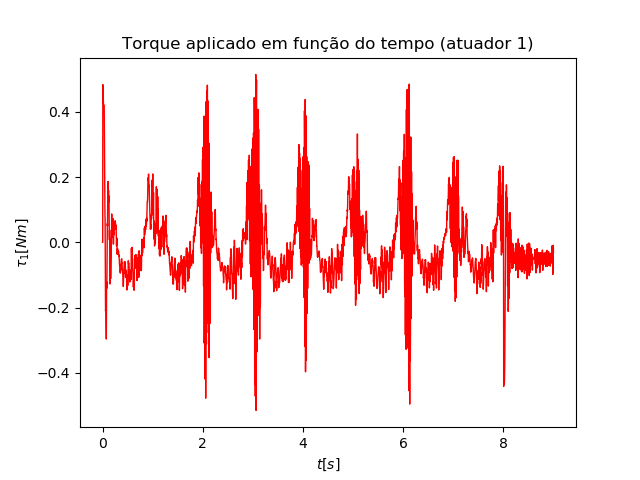 Torque aplicado em função do tempo (atuador 1)
τ₁[Nm]
0.4
0.2
0.0
−0.2
−0.4
0 2 4 6 8
t[s]